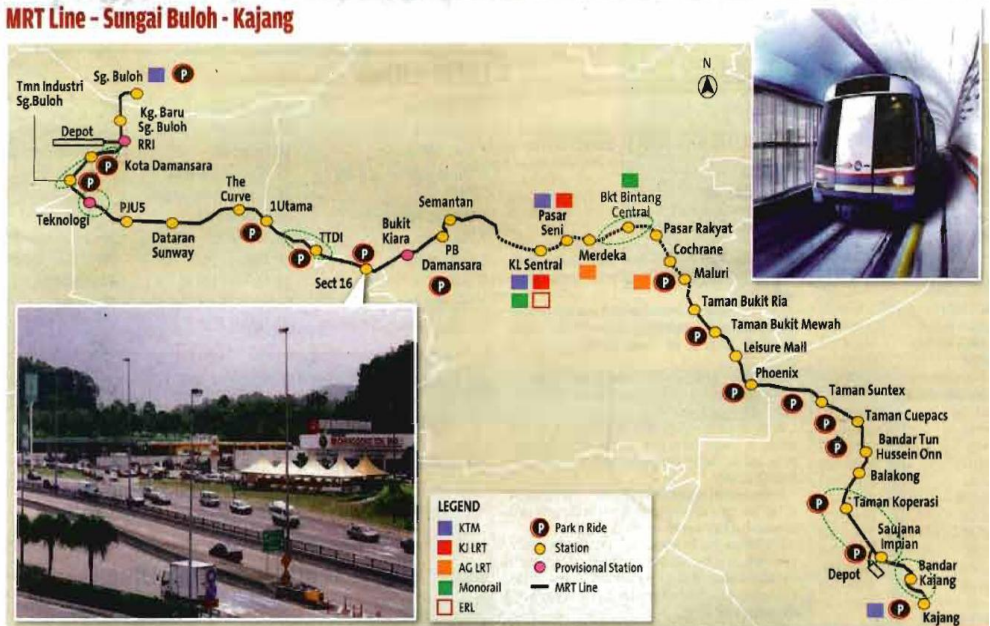 MRT Line - Sungai Buloh - Kajang
Tmn Industri
Sg.Buloh
Sg. Buloh
P
Kg. Baru
Sg. Buloh
Depot
RRI
P
Kota Damansara
P
Teknologi
PJU5
Dataran
Sunway
The
Curve
1Utama
P
TTDI
P
P
Sect 16
Bukit
Kiara
Semantan
PB
Damansara
P
KL Sentral
Pasar
Seni
Merdeka
Bkt Bintang
Central
N
Pasar Rakyat
Cochrane
P
Maluri
Taman Bukit Ria
P
Taman Bukit Mewah
Leisure Mall
Phoenix
P
P
Taman Suntex
P
Taman Cuepacs
P
Bandar Tun
Hussein Onn
Balakong
P
Taman Koperasi
Saujana
Impian
P
Depot
Bandar
Kajang
P
Kajang
LEGEND
KTM
KJ LRT
AG LRT
Monorail
ERL
P Park n Ride
Station
Provisional Station
MRT Line